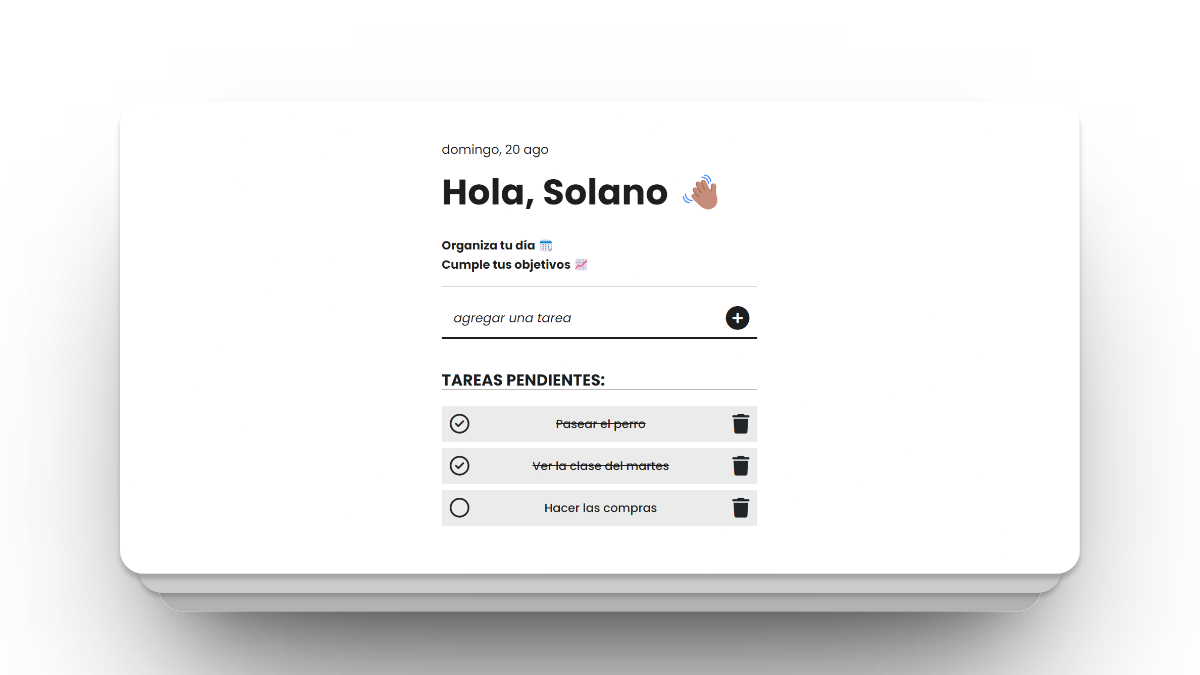 domingo, 20 ago
Hola, Solano 👋🏽
Organiza tu día 🗓️
Cumple tus objetivos 📈
agregar una tarea
TAREAS PENDIENTES:
Pasear el perro
Ver la clase del martes
Hacer las compras